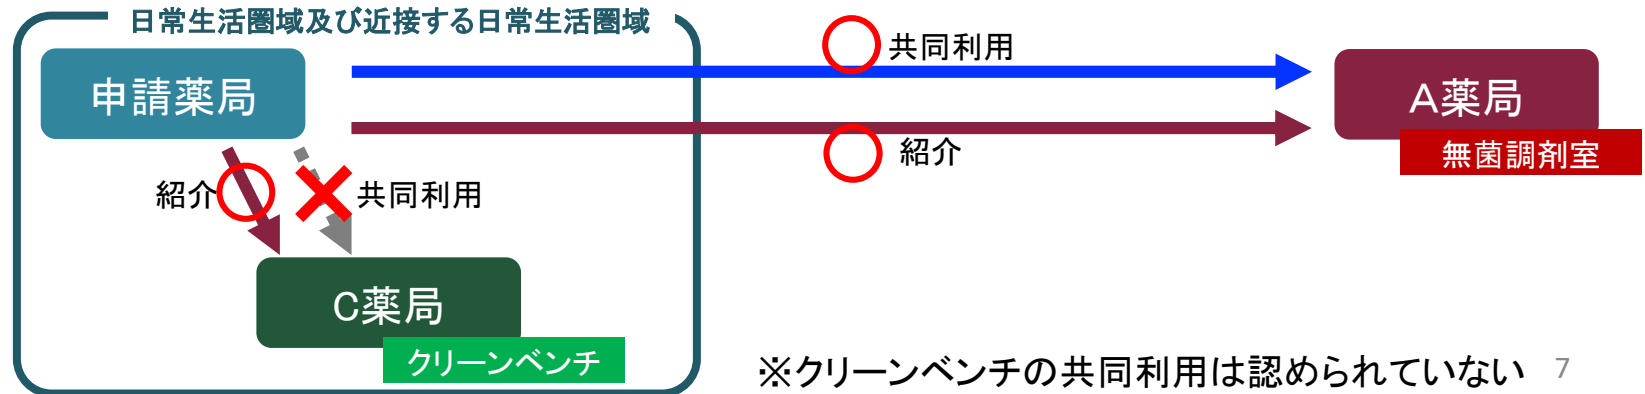 日常生活圏域及び近接する日常生活圏域
申請薬局
共同利用
A薬局
無菌調剤室
紹介
紹介
共同利用
C薬局
クリーンベンチ
※クリーンベンチの共同利用は認められていない
7